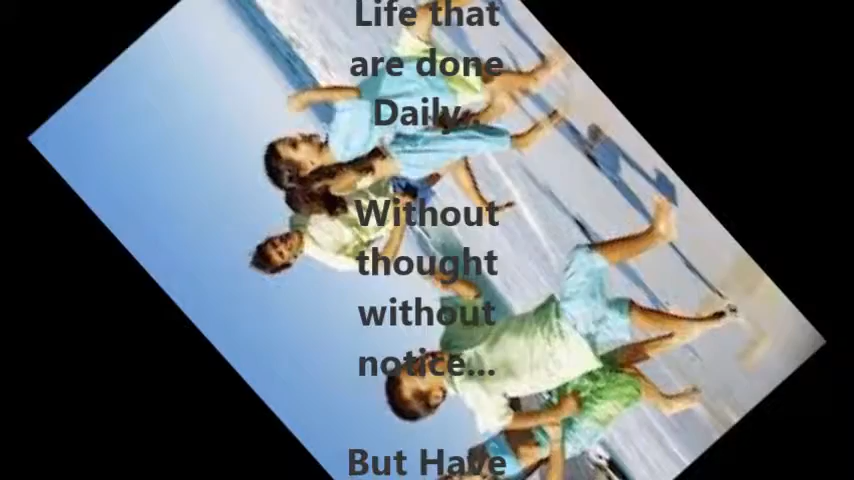 Life that
are done
Daily...
Without
thought
without
notice...
But Have